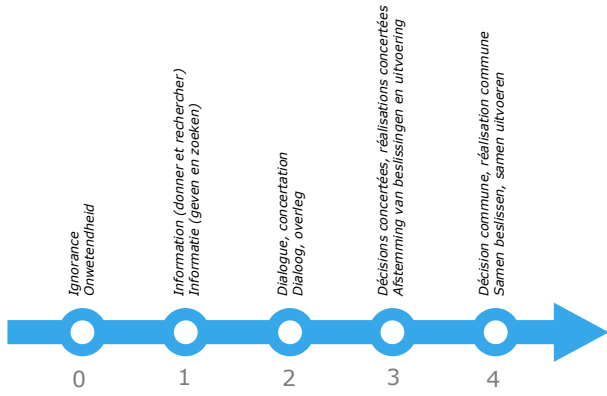 Ignorance
Onwetendheid
Information (donner et rechercher)
Informatie (geven en zoeken)
Dialogue, concertation
Dialoog, overleg
Décisions concertées, réalisations concertées
Afstemming van beslissingen en uitvoering
Décision commune, réalisation commune
Samen beslissen, samen uitvoeren
0
1
2
3
4